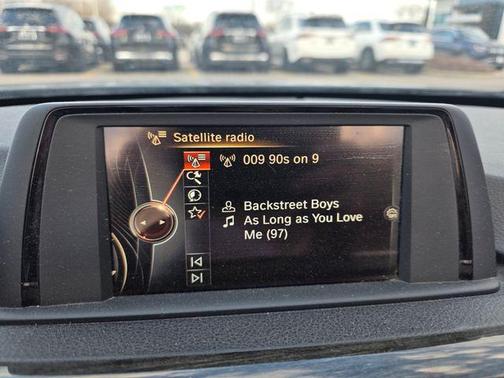 Satellite radio
009 90s on 9
Backstreet Boys
As Long as You Love
Me (97)